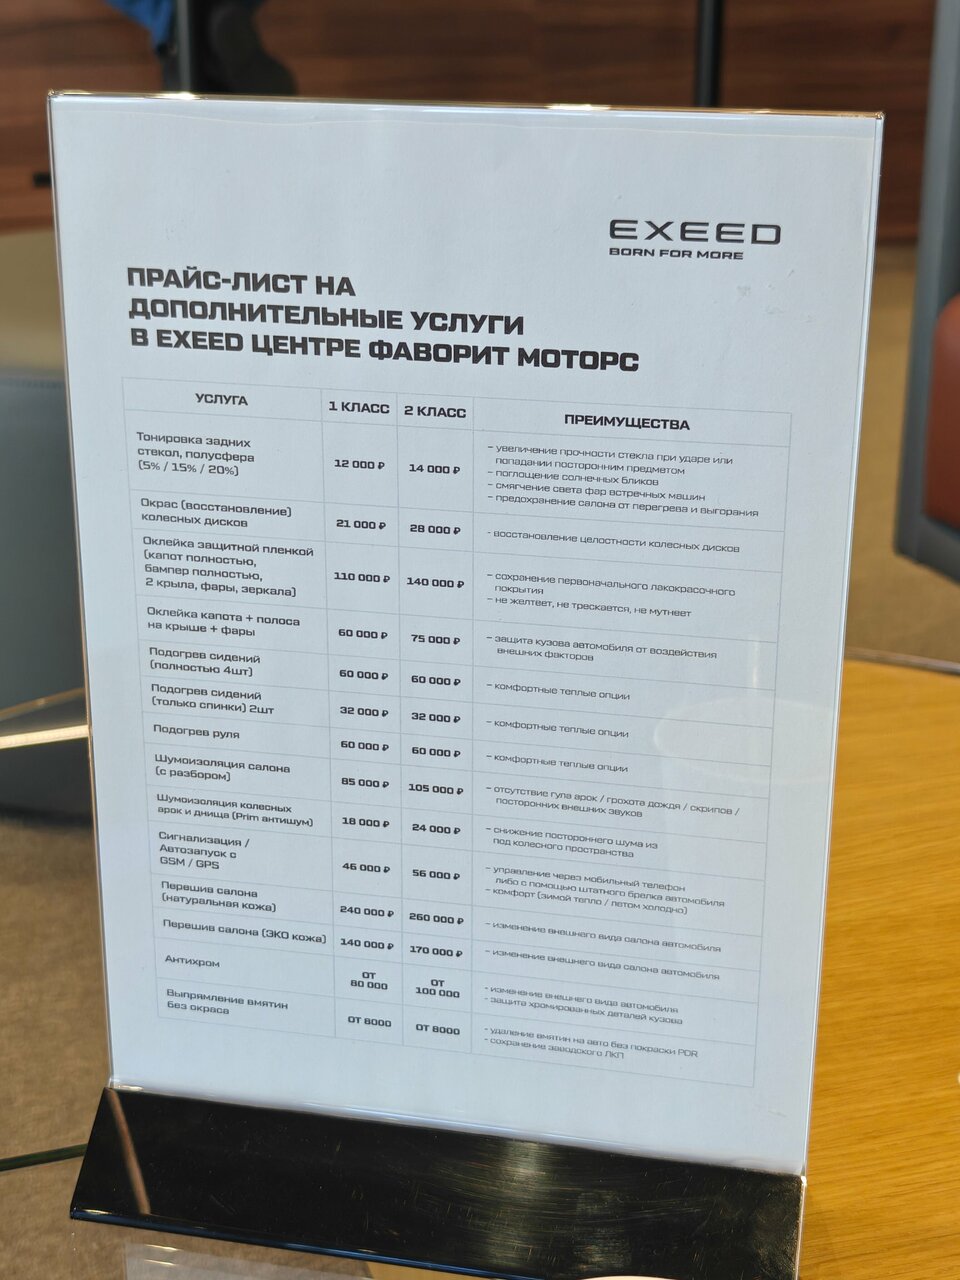 EXEED
BORN FOR MORE
ПРАЙС-ЛИСТ НА
ДОПОЛНИТЕЛЬНЫЕ УСЛУГИ
В EXEED ЦЕНТРЕ ФАВОРИТ МОТОРС
УСЛУГА
1 КЛАСС
2 КЛАСС
ПРЕИМУЩЕСТВА
Тонировка задних
стекол, полусфера
(5% / 15% / 20%)
12 000 ₽
14 000 ₽
– увеличение прочности стекла при ударе или
попадании посторонним предметом
– поглощение солнечных бликов
– смягчение света фар встречных машин
– предохранение салона от перегрева и выгорания
Окрас (восстановление)
колесных дисков
21 000 ₽
28 000 ₽
- восстановление целостности колесных дисков
Оклейка защитной пленкой
(капот полностью,
бампер полностью,
2 крыла, фары, зеркала)
110 000 ₽
140 000 ₽
– сохранение первоначального лакокрасочного
покрытия
– не желтеет, не трескается, не мутнеет
Оклейка капота + полоса
на крыше + фары
60 000 ₽
75 000 ₽
– защита кузова автомобиля от воздействия
внешних факторов
Подогрев сидений
(полностью 4шт)
60 000 ₽
60 000 ₽
– комфортные теплые опции
Подогрев сидений
(только спинки) 2шт
32 000 ₽
32 000 ₽
– комфортные теплые опции
Подогрев руля
60 000 ₽
60 000 ₽
– комфортные теплые опции
Шумоизоляция салона
(с разбором)
85 000 ₽
105 000 ₽
– отсутствие гула арок / грохота дождя / скрипов /
посторонних внешних звуков
Шумоизоляция колесных
арок и днища (Prim антишум)
18 000 ₽
24 000 ₽
– снижение постороннего шума из
под колесного пространства
Сигнализация /
Автозапуск с
GSM / GPS
46 000 ₽
56 000 ₽
– управление через мобильный телефон
либо с помощью штатного брелка автомобиля
– комфорт (зимой тепло / летом холодно)
Перешив салона
(натуральная кожа)
240 000 ₽
260 000 ₽
– изменение внешнего вида салона автомобиля
Перешив салона (ЭКО кожа)
140 000 ₽
170 000 ₽
– изменение внешнего вида салона автомобиля
Антихром
ОТ
80 000
ОТ
100 000
- изменение внешнего вида автомобиля
- защита хромированных деталей кузова
Выпрямление вмятин
без окраса
ОТ 8000
ОТ 8000
- удаление вмятин на авто без покраски PDR
- сохранение заводского ЛКП